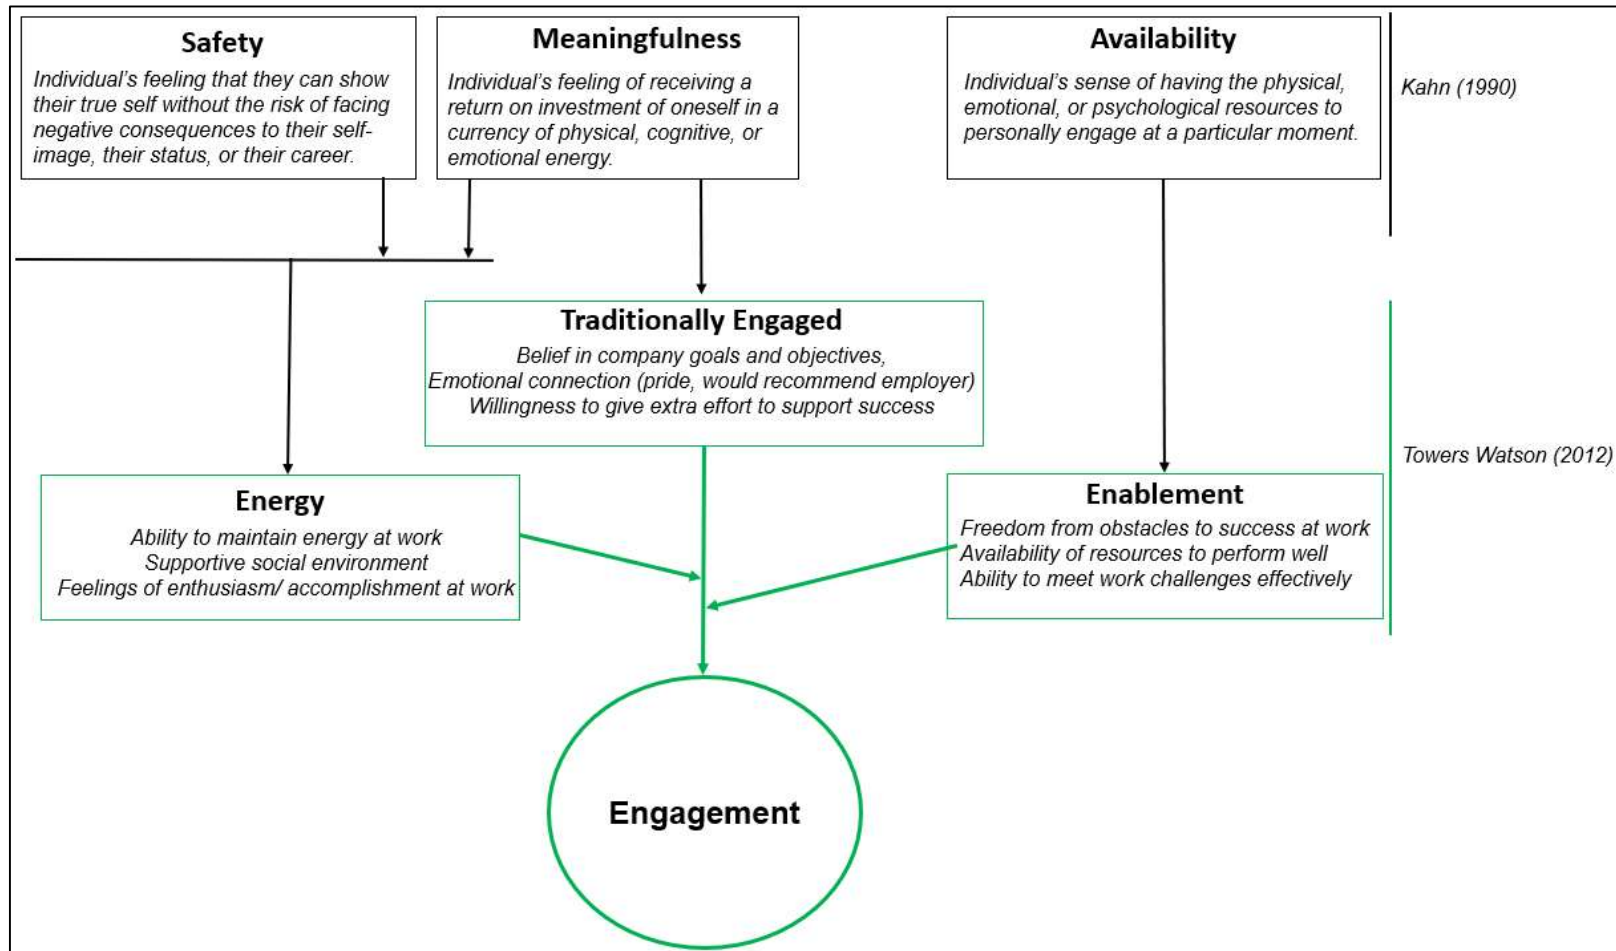 Safety
Individual's feeling that they can show
their true self without the risk of facing
negative consequences to their self-
image, their status, or their career.
Meaningfulness
Individual's feeling of receiving a
return on investment of oneself in a
currency of physical, cognitive, or
emotional energy.
Availability
Individual's sense of having the physical,
emotional, or psychological resources to
personally engage at a particular moment.
Kahn (1990)
Traditionally Engaged
Belief in company goals and objectives,
Emotional connection (pride, would recommend employer)
Willingness to give extra effort to support success
Energy
Ability to maintain energy at work
Supportive social environment
Feelings of enthusiasm/ accomplishment at work
Enablement
Freedom from obstacles to success at work
Availability of resources to perform well
Ability to meet work challenges effectively
Towers Watson (2012)
Engagement